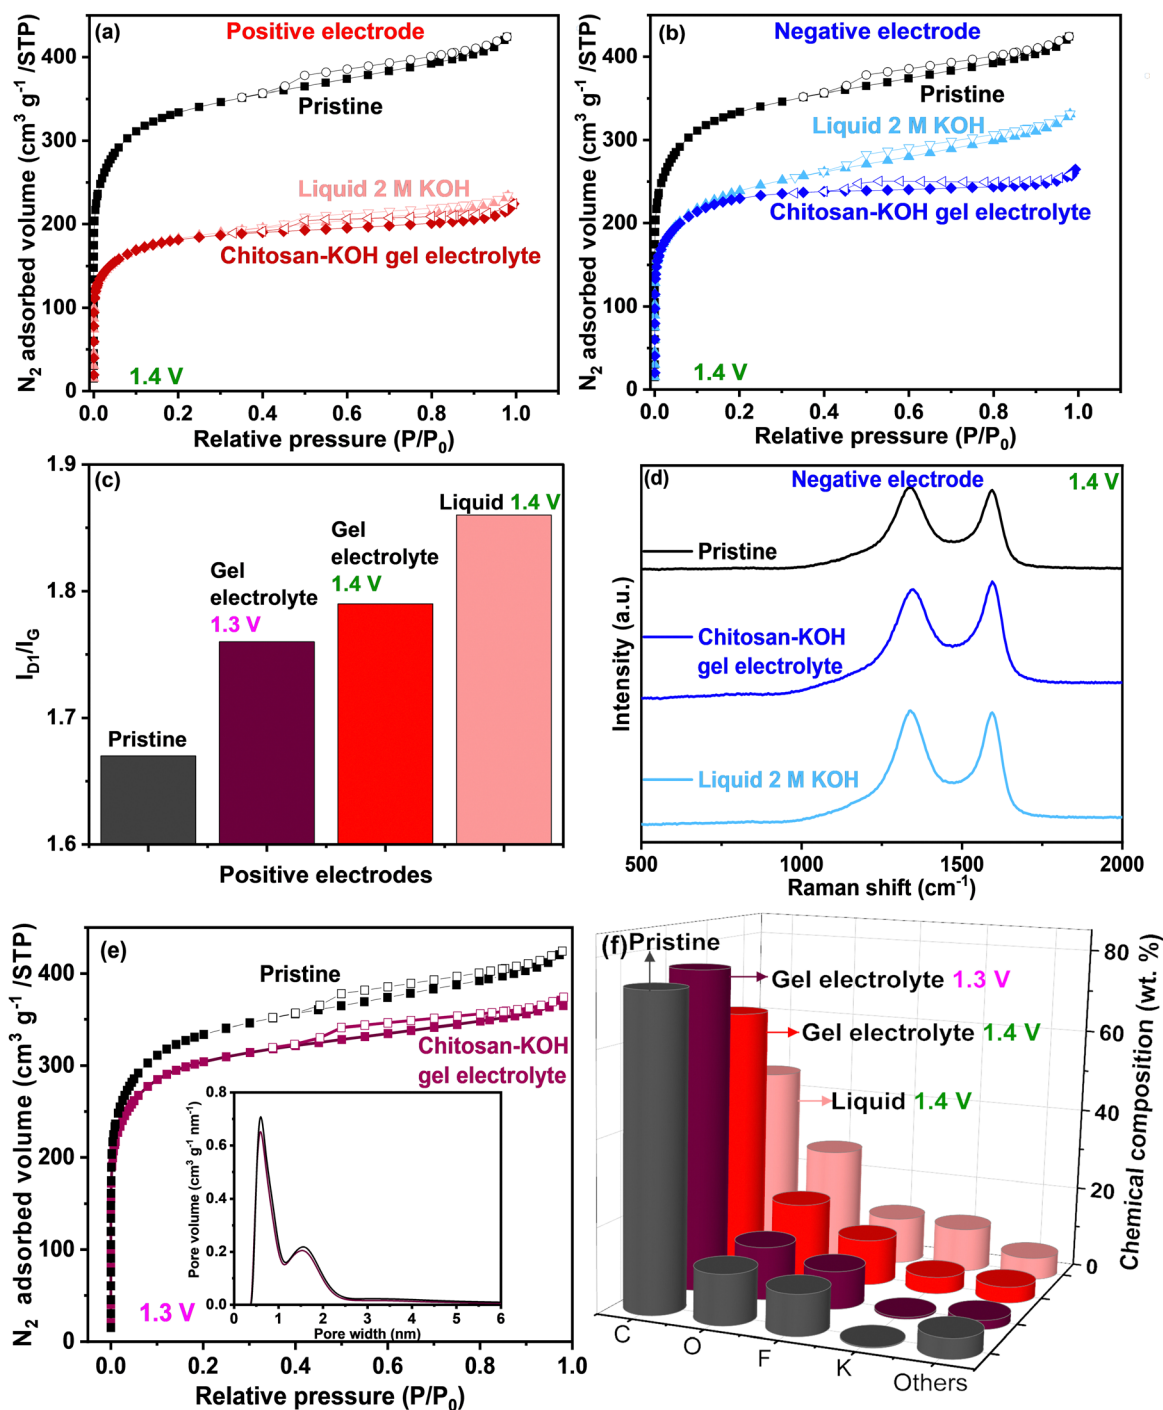 (a)
Positive electrode
Pristine
Liquid 2 M KOH
Chitosan-KOH gel electrolyte
1.4 V
N₂ adsorbed volume (cm³ g⁻¹ /STP)
400
300
200
100
0
0.0 0.2 0.4 0.6 0.8 1.0
Relative pressure (P/P₀)
(b)
Negative electrode
Pristine
Liquid 2 M KOH
Chitosan-KOH gel electrolyte
1.4 V
N₂ adsorbed volume (cm³ g⁻¹ /STP)
400
300
200
100
0
0.0 0.2 0.4 0.6 0.8 1.0
Relative pressure (P/P₀)
(c)
I_D1/I_G
1.9
1.8
1.7
1.6
Pristine
Gel
electrolyte
1.3 V
Gel
electrolyte
1.4 V
Liquid 1.4 V
Positive electrodes
(d)
Negative electrode
1.4 V
Pristine
Chitosan-KOH
gel electrolyte
Liquid 2 M KOH
Intensity (a.u.)
500 1000 1500 2000
Raman shift (cm⁻¹)
(e)
Pristine
Chitosan-KOH
gel electrolyte
1.3 V
N₂ adsorbed volume (cm³ g⁻¹ /STP)
400
300
200
100
0
0.0 0.2 0.4 0.6 0.8 1.0
Relative pressure (P/P₀)
Pore volume (cm³ g⁻¹ nm⁻¹)
0.8
0.6
0.4
0.2
0.0
0 1 2 3 4 5 6
Pore width (nm)
(f)
Pristine
Gel electrolyte 1.3 V
Gel electrolyte 1.4 V
Liquid 1.4 V
Chemical composition (wt. %)
80
60
40
20
0
C
O
F
K
Others